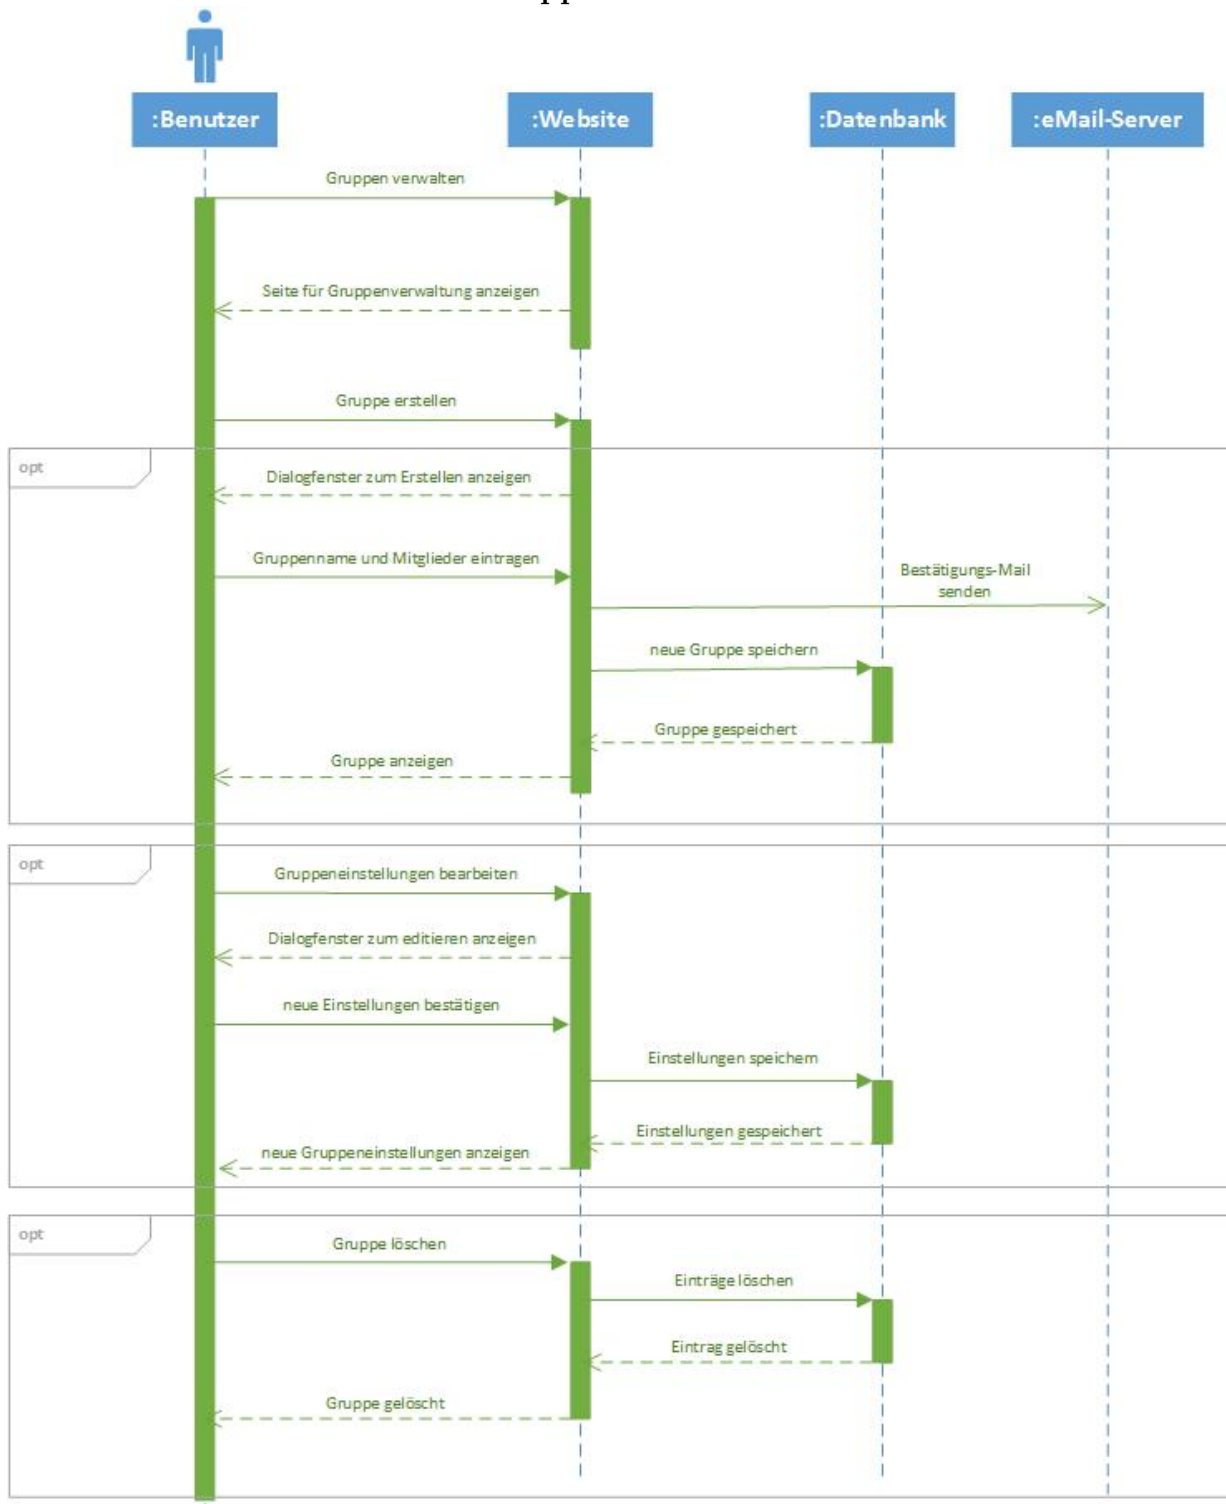 :Benutzer
:Website
:Datenbank
:eMail-Server
Gruppen verwalten
Seite für Gruppenverwaltung anzeigen
Gruppe erstellen
opt
Dialogfenster zum Erstellen anzeigen
Gruppenname und Mitglieder eintragen
Bestätigungs-Mail
senden
neue Gruppe speichern
Gruppe gespeichert
Gruppe anzeigen
opt
Gruppeneinstellungen bearbeiten
Dialogfenster zum editieren anzeigen
neue Einstellungen bestätigen
Einstellungen speichern
Einstellungen gespeichert
neue Gruppeneinstellungen anzeigen
opt
Gruppe löschen
Einträge löschen
Eintrag gelöscht
Gruppe gelöscht